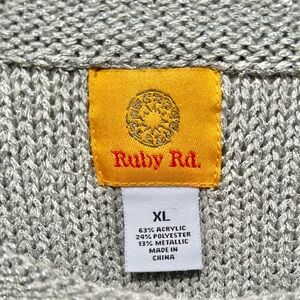 Ruby Rd.
XL
63% ACRYLIC
24% POLYESTER
13% METALLIC
MADE IN
CHINA